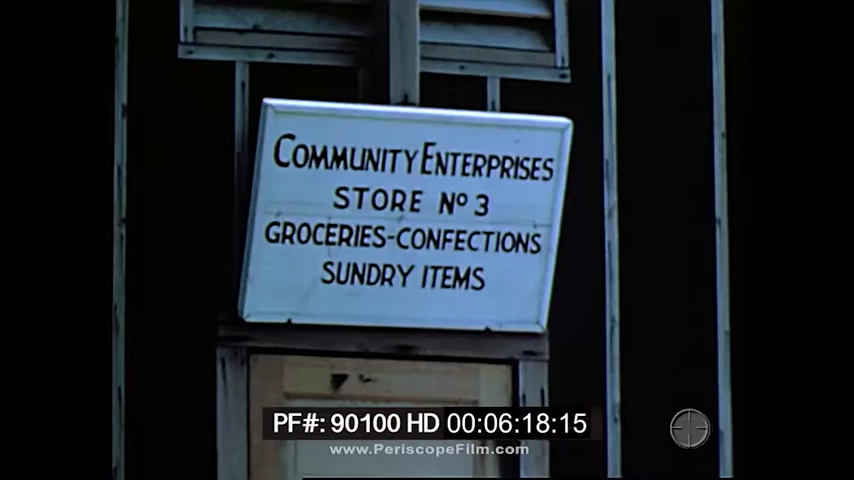 COMMUNITY ENTERPRISES
STORE Nº 3
GROCERIES-CONFECTIONS
SUNDRY ITEMS
PF#: 90100 HD 00:06:18:15
www.PeriscopeFilm.com